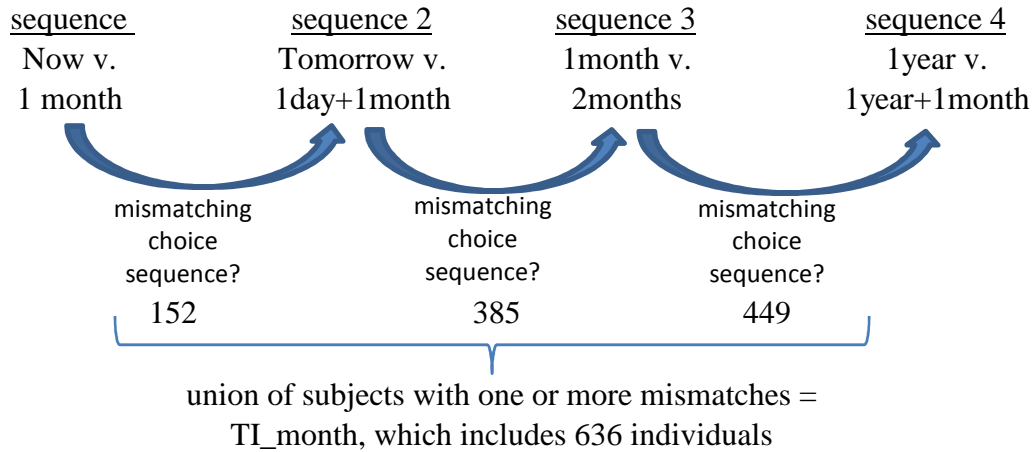 sequence sequence 2 sequence 3 sequence 4
Now v. Tomorrow v. 1month v. 1year v.
1 month 1day+1month 2months 1year+1month
mismatching mismatching mismatching
choice choice choice
sequence? sequence? sequence?
152 385 449
union of subjects with one or more mismatches =
TI_month, which includes 636 individuals